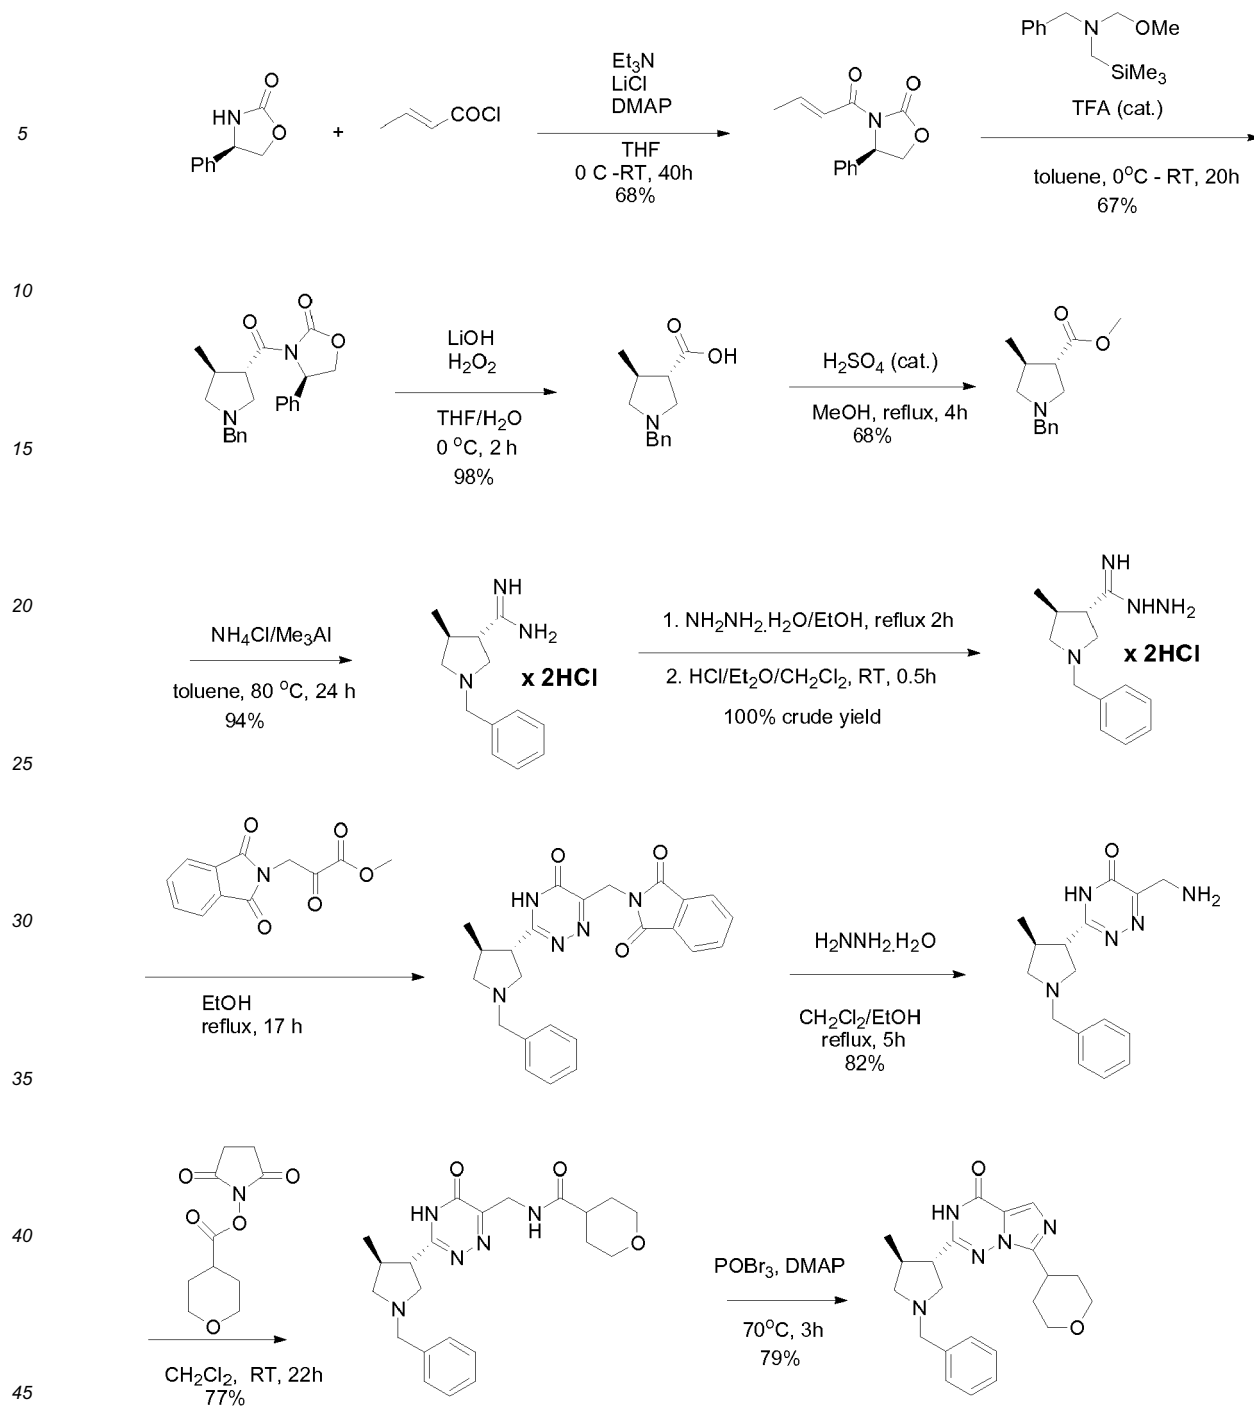 Ph N OMe
SiMe3
Et3N
LiCl
DMAP
O
HN O
Ph
+
COCl
THF
0 C -RT, 40h
68%
O O
N O
Ph
TFA (cat.)
toluene, 0°C - RT, 20h
67%
5
10
O O
N O
Ph
N
Bn
LiOH
H2O2
THF/H2O
0 °C, 2 h
98%
O
OH
N
Bn
H2SO4 (cat.)
MeOH, reflux, 4h
68%
O
O
N
Bn
15
20
NH4Cl/Me3Al
toluene, 80 °C, 24 h
94%
NH
NH2
N
x 2HCl
1. NH2NH2.H2O/EtOH, reflux 2h
2. HCl/Et2O/CH2Cl2, RT, 0.5h
100% crude yield
NH
NHNH2
N
x 2HCl
25
O O
N O
O O
EtOH
reflux, 17 h
O O
HN N
N N O
N
H2NNH2.H2O
CH2Cl2/EtOH
reflux, 5h
82%
O
HN NH2
N N
N
30
35
O N O
O O
O
CH2Cl2, RT, 22h
77%
O O
HN N
H
N N O
N
POBr3, DMAP
70°C, 3h
79%
O
HN N
N N
N O
40
45